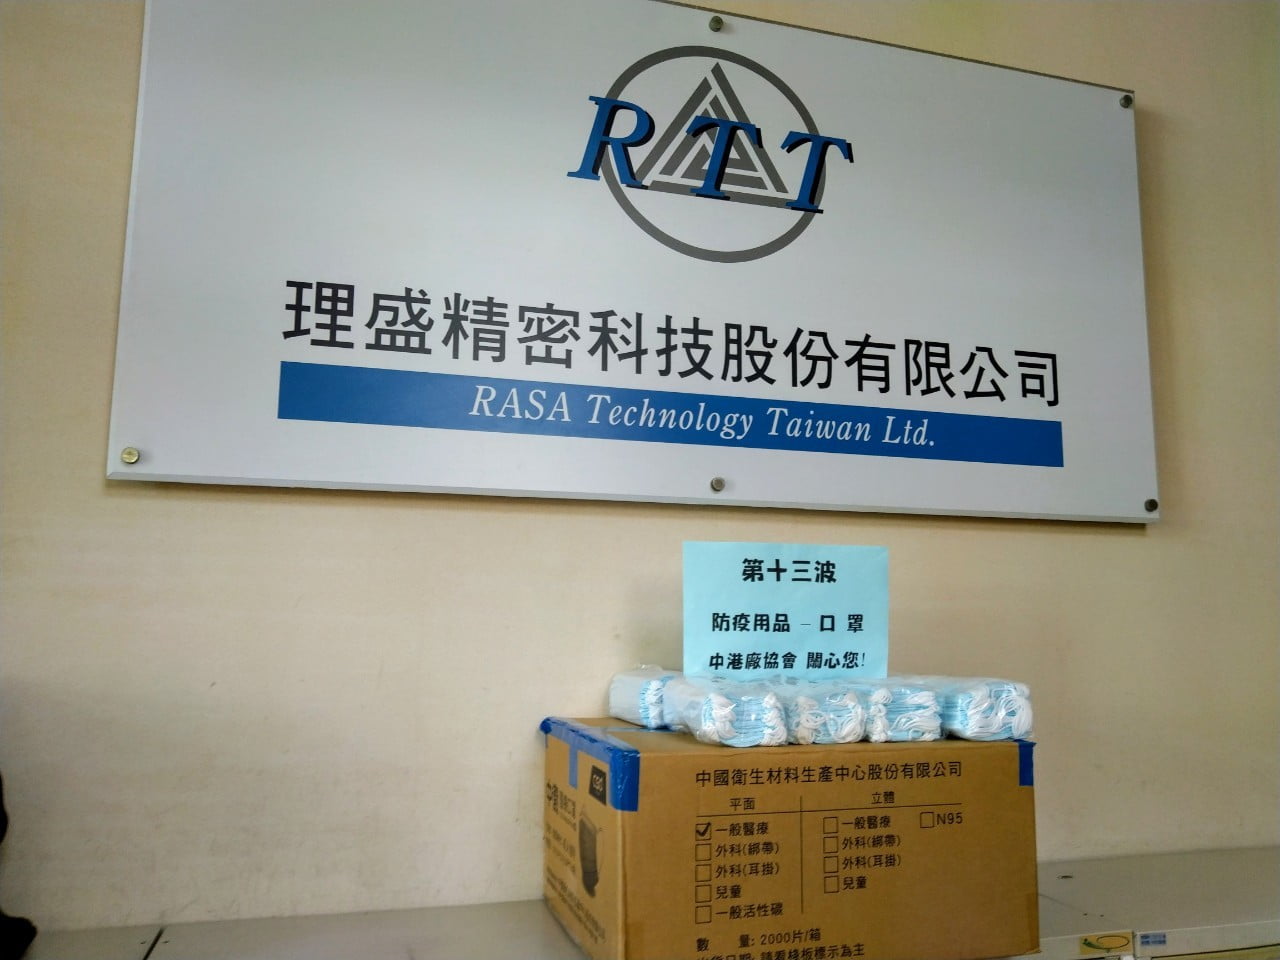 RTT
理盛精密科技股份有限公司
RASA Technology Taiwan Ltd.
第十三波
防疫用品 – 口 罩
中港廠協會 關心您!
中國衛生材料生產中心股份有限公司
平面
立體
一般醫療
一般醫療
N95
外科(綁帶)
外科(綁帶)
外科(耳掛)
外科(耳掛)
兒童
兒童
一般活性碳
數 量: 2000片/箱